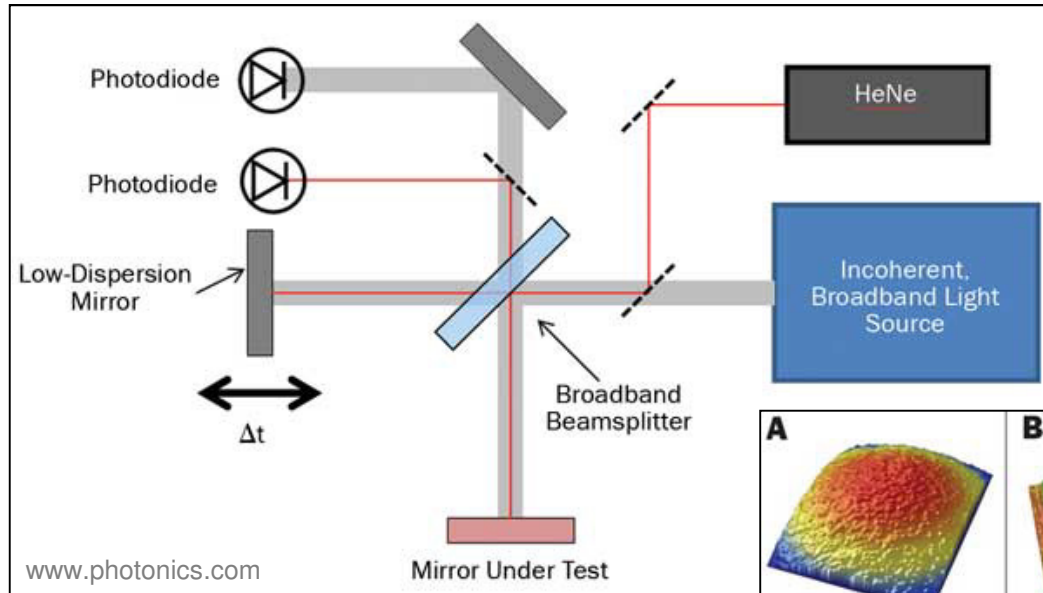 Photodiode
HeNe
Photodiode
Low-Dispersion
Mirror
Incoherent,
Broadband Light
Source
Δt
Broadband
Beamsplitter
A
B
www.photonics.com
Mirror Under Test